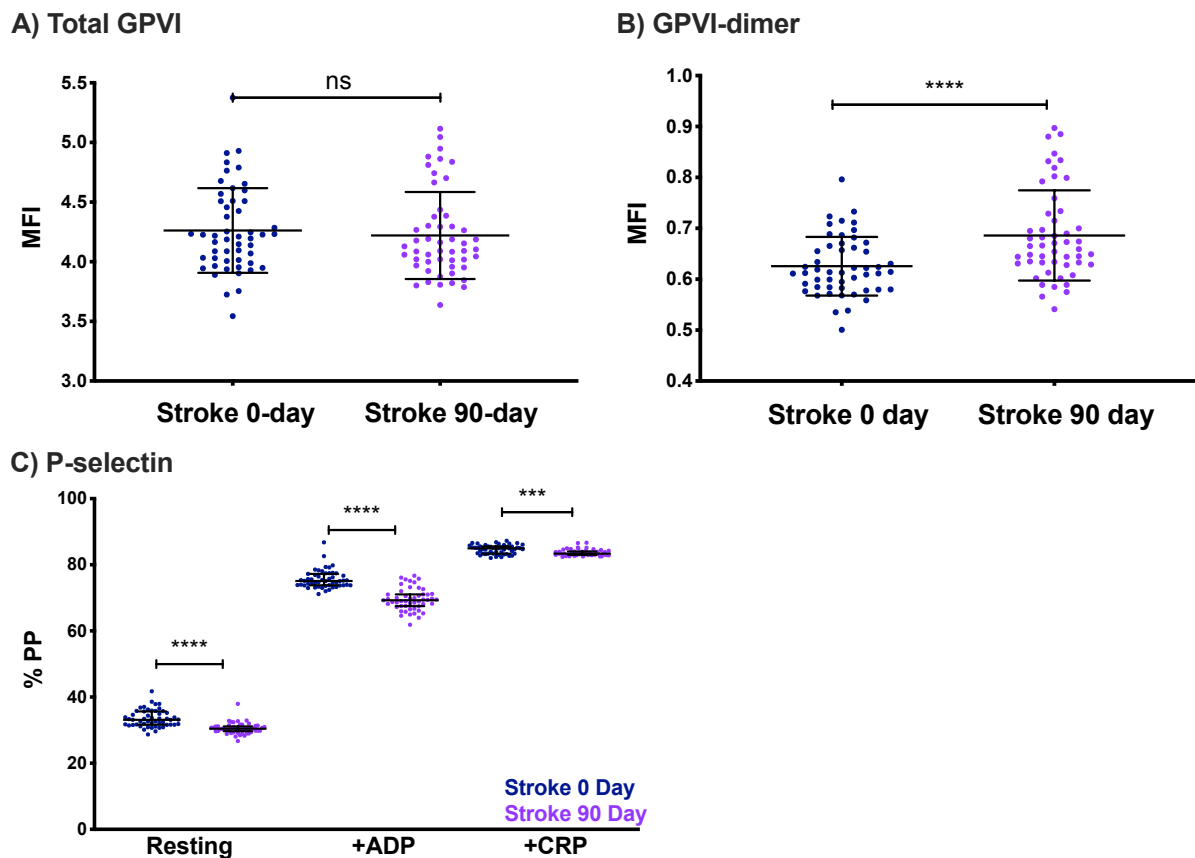 A) Total GPVI
ns
5.5
5.0
4.5
4.0
3.5
3.0
MFI
Stroke 0-day
Stroke 90-day
B) GPVI-dimer
****
1.0
0.9
0.8
0.7
0.6
0.5
0.4
MFI
Stroke 0 day
Stroke 90 day
C) P-selectin
100
80
60
40
20
0
% PP
****
****
***
Stroke 0 Day
Stroke 90 Day
Resting
+ADP
+CRP